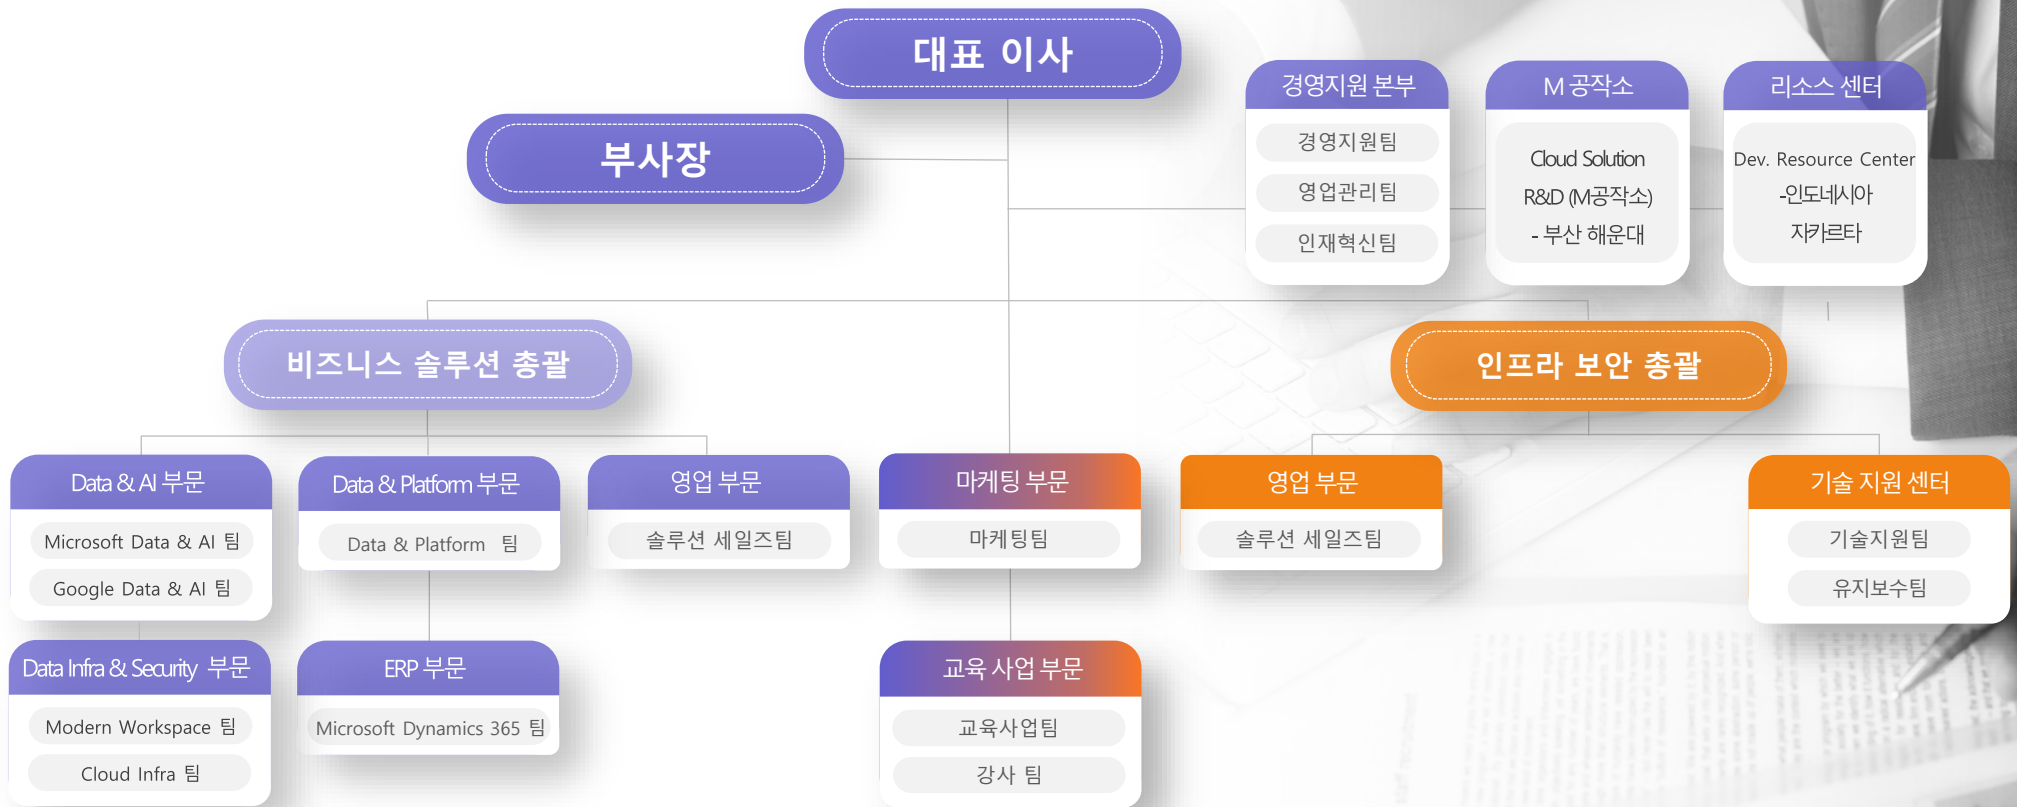 대표 이사
부사장
경영지원 본부
경영지원팀
영업관리팀
인재혁신팀
M 공작소
Cloud Solution
R&D (M공작소)
- 부산 해운대
리소스 센터
Dev. Resource Center
-인도네시아
자카르타
비즈니스 솔루션 총괄
인프라 보안 총괄
Data & AI 부문
Microsoft Data & AI 팀
Google Data & AI 팀
Data & Platform 부문
Data & Platform 팀
영업 부문
솔루션 세일즈팀
마케팅 부문
마케팅팀
영업 부문
솔루션 세일즈팀
기술 지원 센터
기술지원팀
유지보수팀
Data Infra & Security 부문
Modern Workspace 팀
Cloud Infra 팀
ERP 부문
Microsoft Dynamics 365 팀
교육 사업 부문
교육사업팀
강사 팀